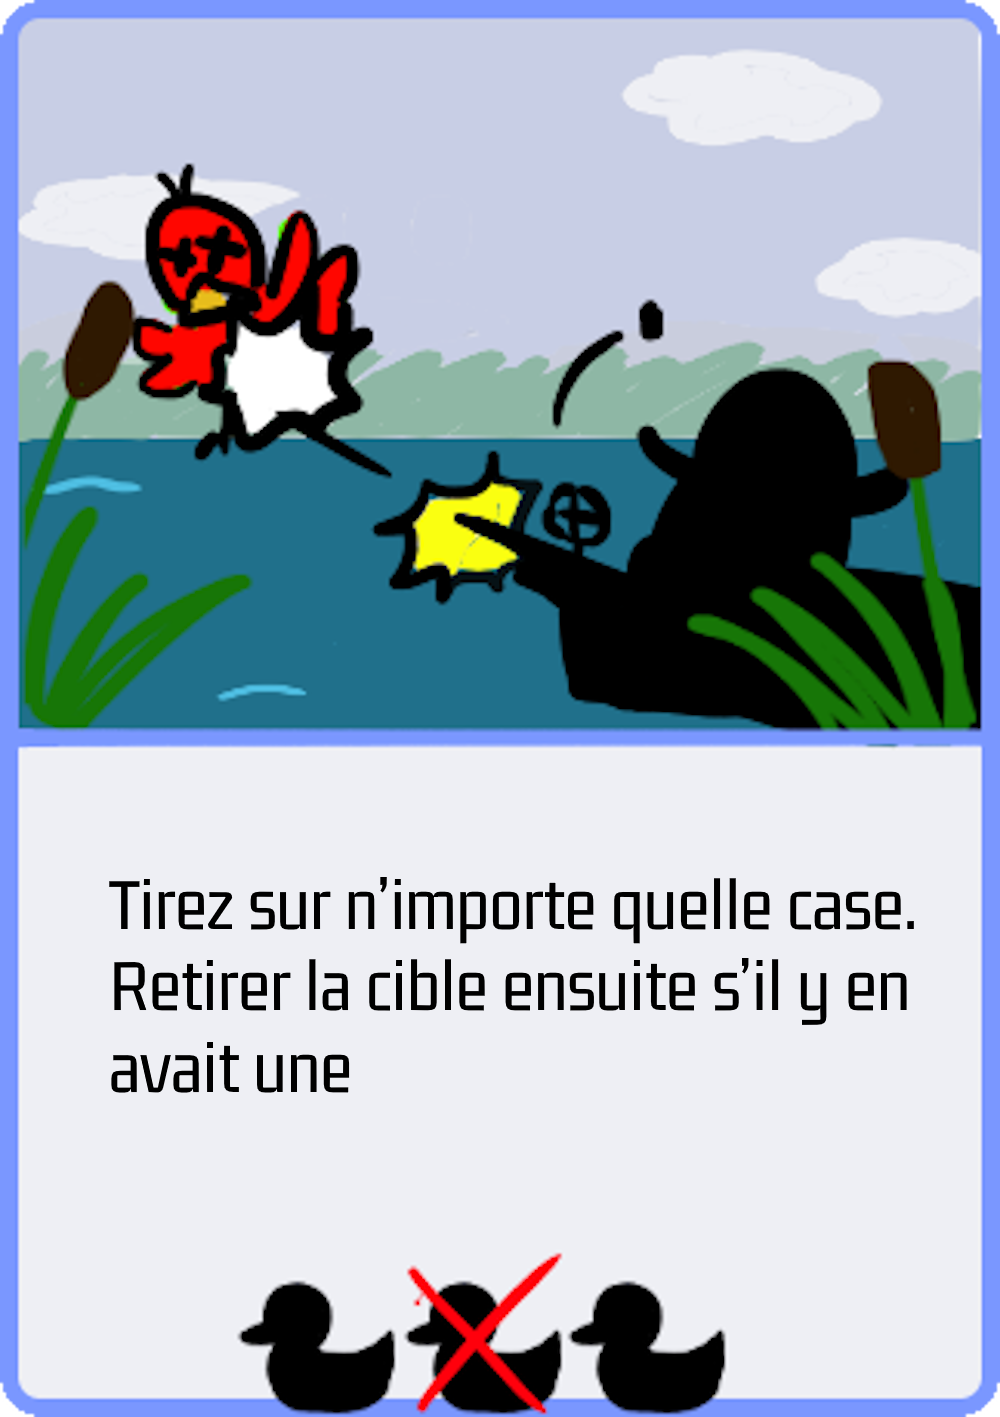 Tirez sur n’importe quelle case.
Retirer la cible ensuite s’il y en
avait une